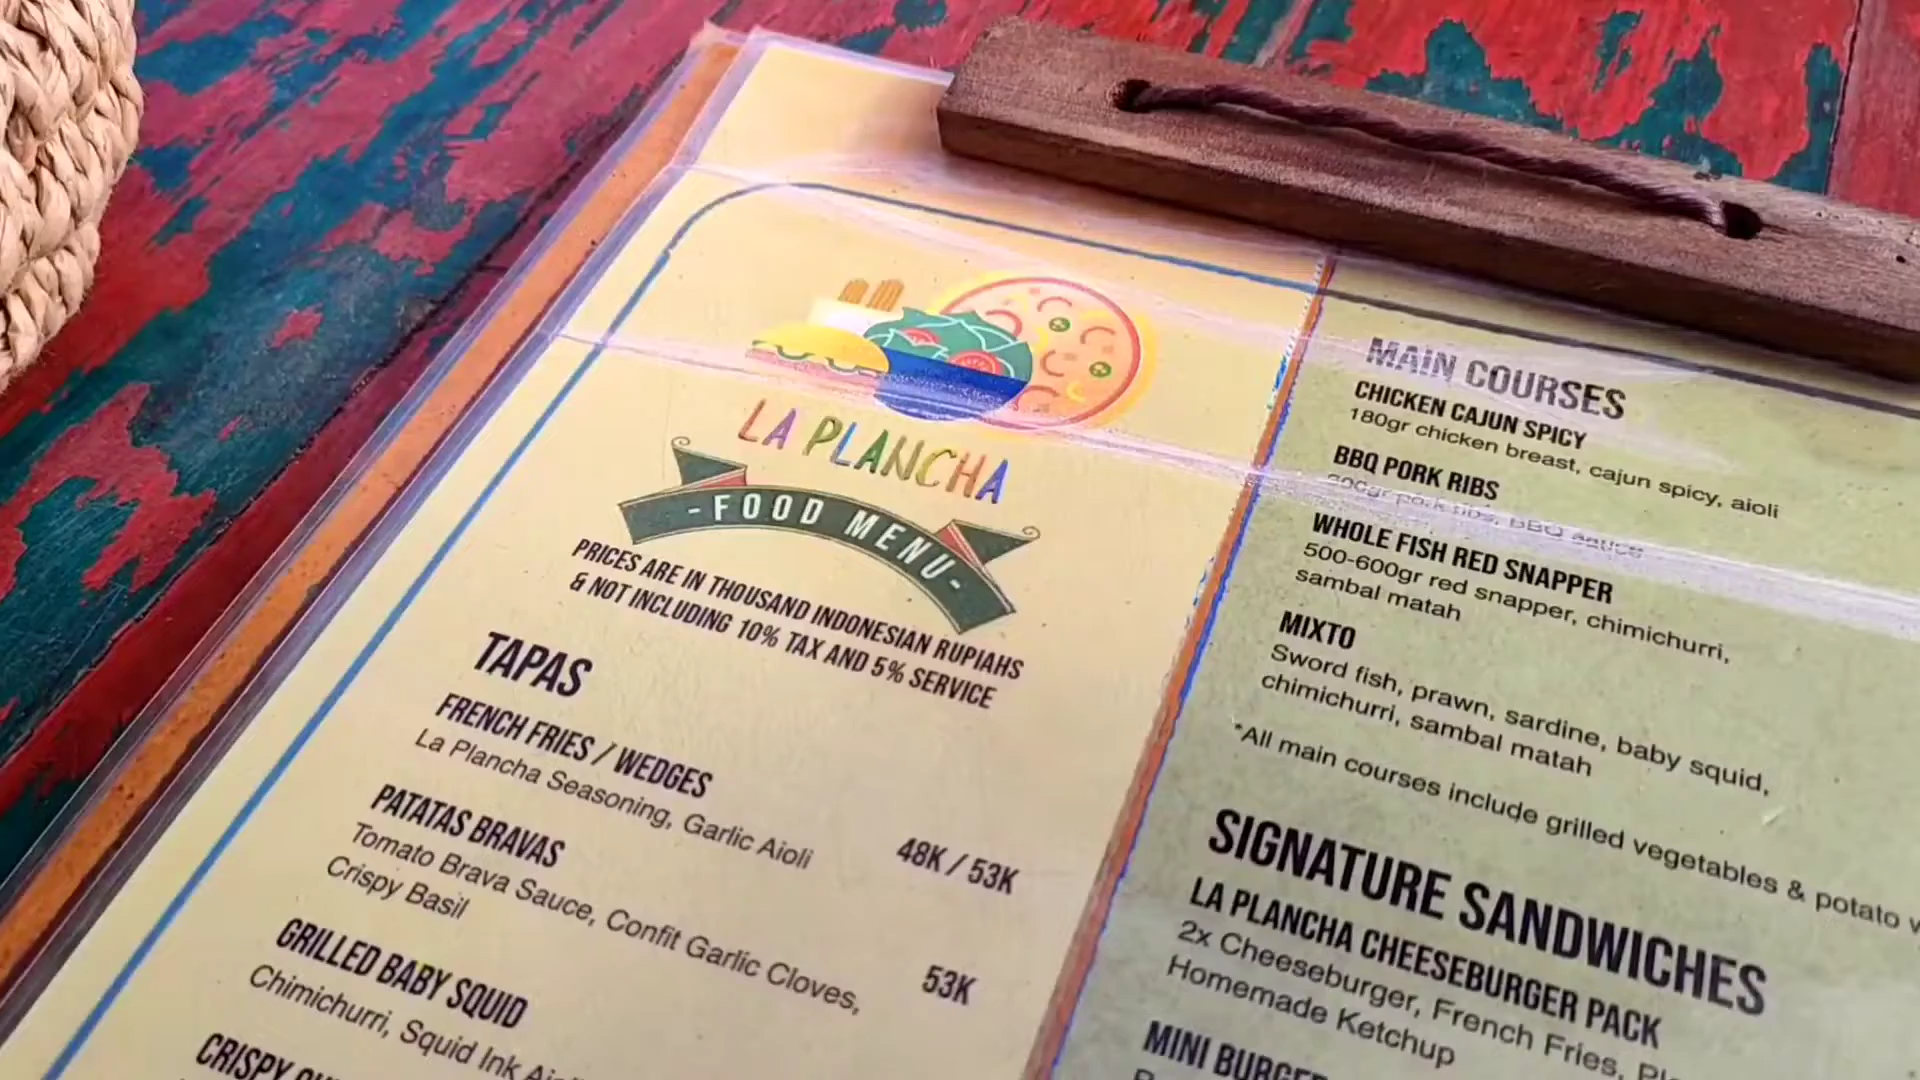 LA PLANCHA
-FOOD MENU-
PRICES ARE IN THOUSAND INDONESIAN RUPIAHS
& NOT INCLUDING 10% TAX AND 5% SERVICE
TAPAS
FRENCH FRIES / WEDGES
La Plancha Seasoning, Garlic Aioli
48K / 53K
PATATAS BRAVAS
Tomato Brava Sauce, Confit Garlic Cloves,
Crispy Basil
53K
GRILLED BABY SQUID
Chimichurri, Squid Ink
CRISPY
MAIN COURSES
CHICKEN CAJUN SPICY
180gr chicken breast, cajun spicy, aioli
BBQ PORK RIBS
pork ribs, BBQ sauce
WHOLE FISH RED SNAPPER
500-600gr red snapper, chimichurri,
sambal matah
MIXTO
Sword fish, prawn, sardine, baby squid,
chimichurri, sambal matah
*All main courses include grilled vegetables & potato
SIGNATURE SANDWICHES
LA PLANCHA CHEESEBURGER PACK
2x Cheeseburger, French Fries,
Homemade Ketchup
MINI